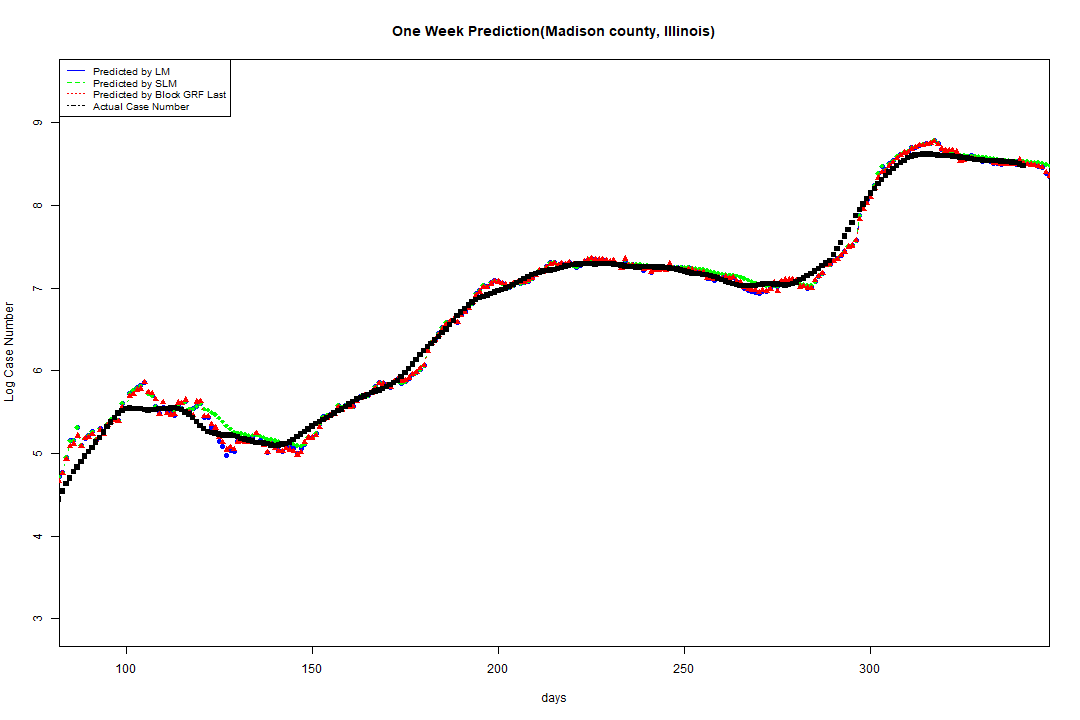 One Week Prediction(Madison county, Illinois)
Predicted by LM
Predicted by SLM
Predicted by Block GRF Last
Actual Case Number
9
8
7
6
5
4
3
Log Case Number
100 150 200 250 300
days